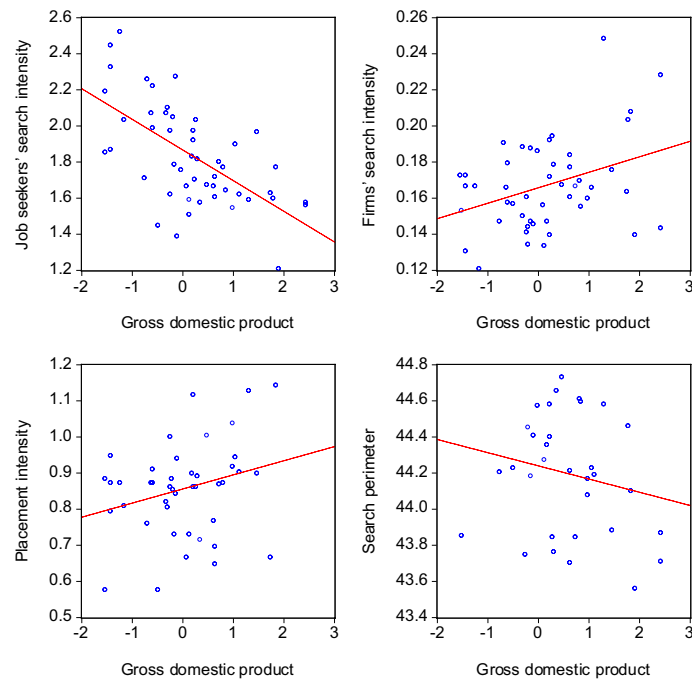 2.6
2.4
2.2
2.0
1.8
1.6
1.4
1.2
Job seekers' search intensity
-2 -1 0 1 2 3
Gross domestic product
0.26
0.24
0.22
0.20
0.18
0.16
0.14
0.12
Firms' search intensity
-2 -1 0 1 2 3
Gross domestic product
1.2
1.1
1.0
0.9
0.8
0.7
0.6
0.5
Placement intensity
-2 -1 0 1 2 3
Gross domestic product
44.8
44.4
44.4
44.0
43.8
43.4
Search perimeter
-2 -1 0 1 2 3
Gross domestic product